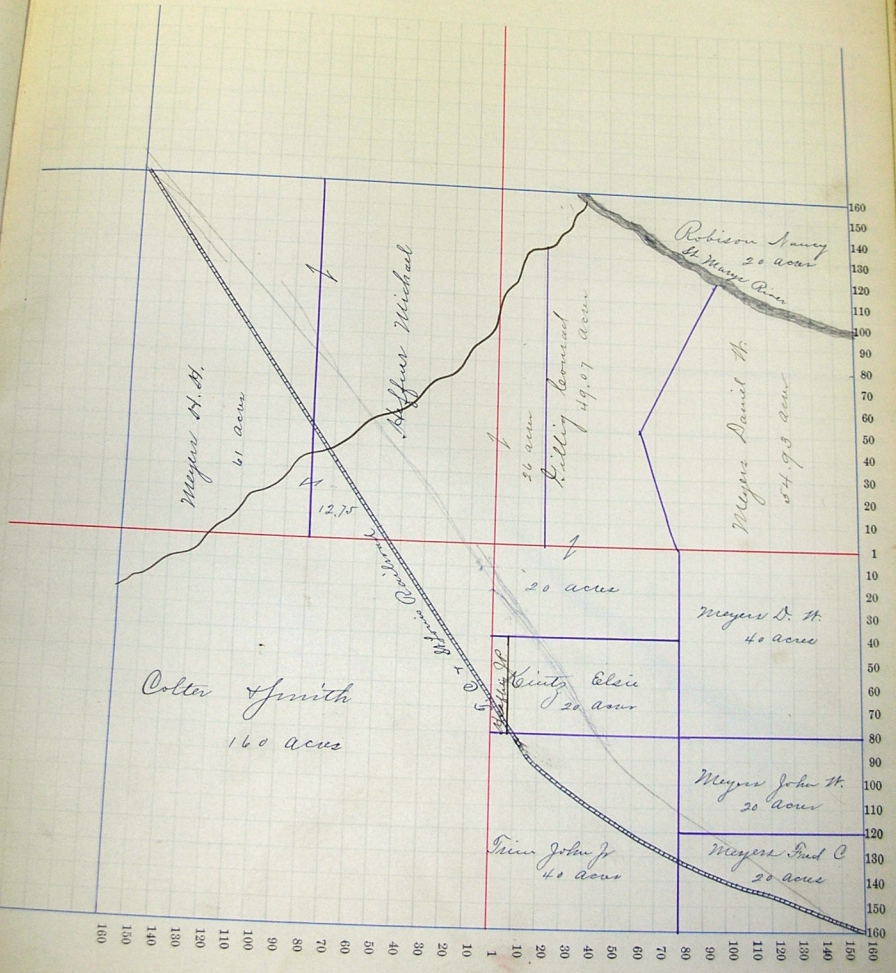 Robison Nancy
20 acres
St Marys River
Heffner Michael
Meyers H. H.
61 acres
26 acres
Gillig Conrad
49.07 acres
Meyers Daniel W.
54.93 acres
12.75
Railroad
20 acres
Meyers D. W.
40 acres
Kintz Elsie
20 acres
Colter & Smith
160 acres
Meyers John W.
20 acres
Trim John Jr
40 acres
Meyers Fred C
20 acres
160
150
140
130
120
110
100
90
80
70
60
50
40
30
20
10
1
10
20
30
40
50
60
70
80
90
100
110
120
130
140
150
160
160 150 140 130 120 110 100 90 80 70 60 50 40 30 20 10 1 10 20 30 40 50 60 70 80 90 100 110 120 130 140 150 160